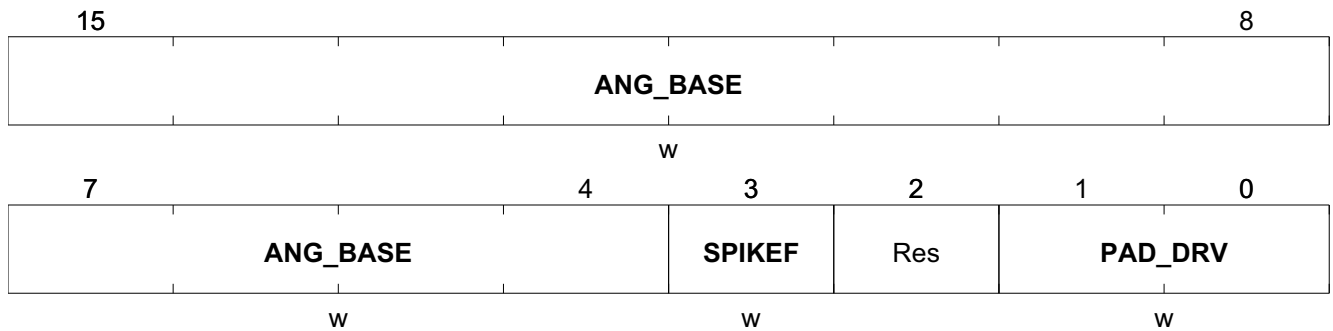 15 8
ANG_BASE
w
7 4 3 2 1 0
ANG_BASE SPIKEF Res PAD_DRV
w w w